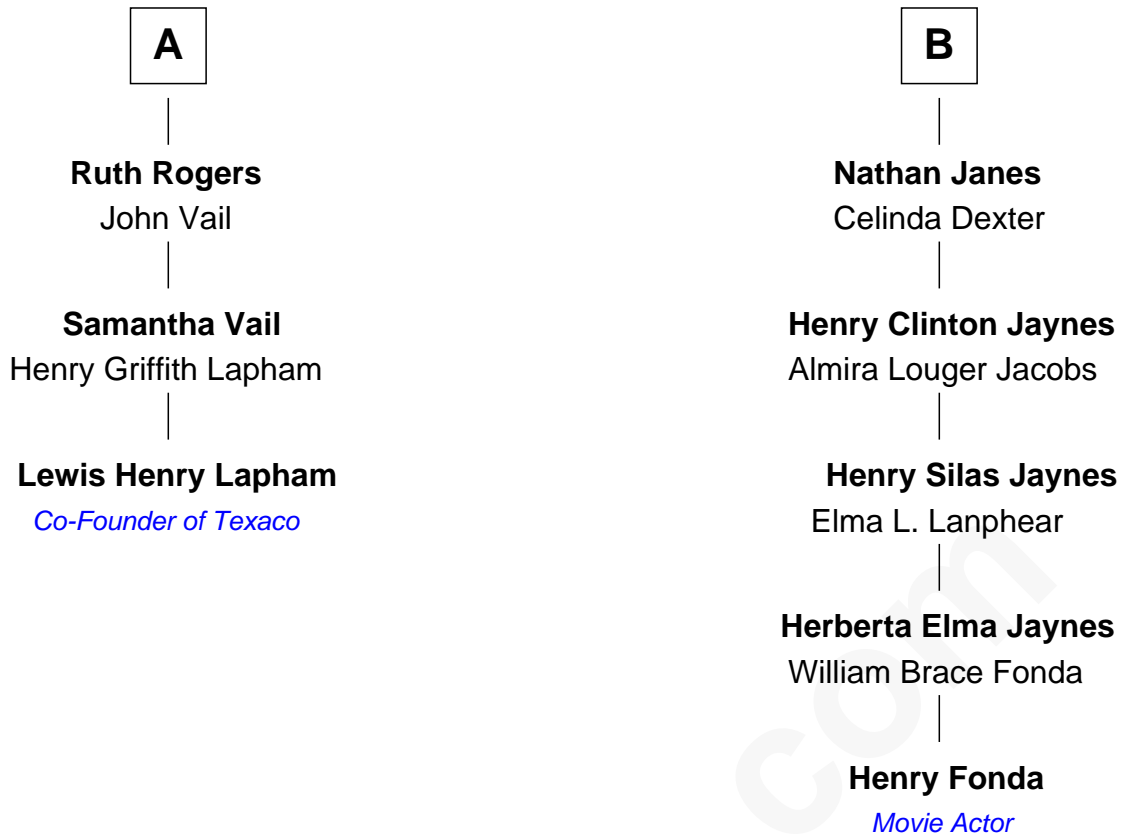 A
Ruth Rogers
John Vail
Samantha Vail
Henry Griffith Lapham
Lewis Henry Lapham
Co-Founder of Texaco
B
Nathan Janes
Celinda Dexter
Henry Clinton Jaynes
Almira Louger Jacobs
Henry Silas Jaynes
Elma L. Lanphear
Herberta Elma Jaynes
William Brace Fonda
Henry Fonda
Movie Actor
com